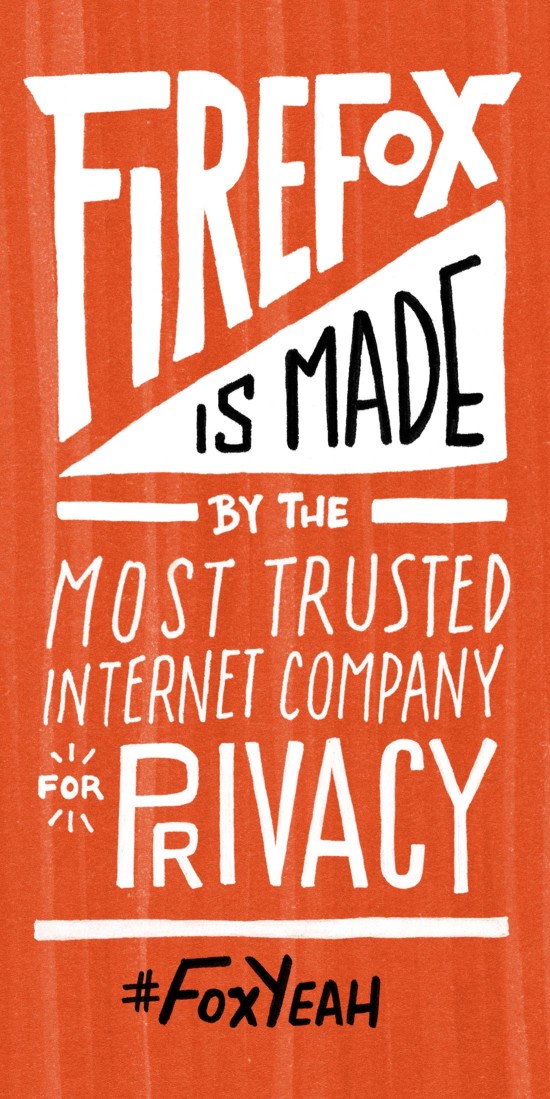 FiREFoX
iS MADE
BY THE
MOST TRUSTED
INTERNET COMPANY
FOR PRIVACY
#FoxYEAH